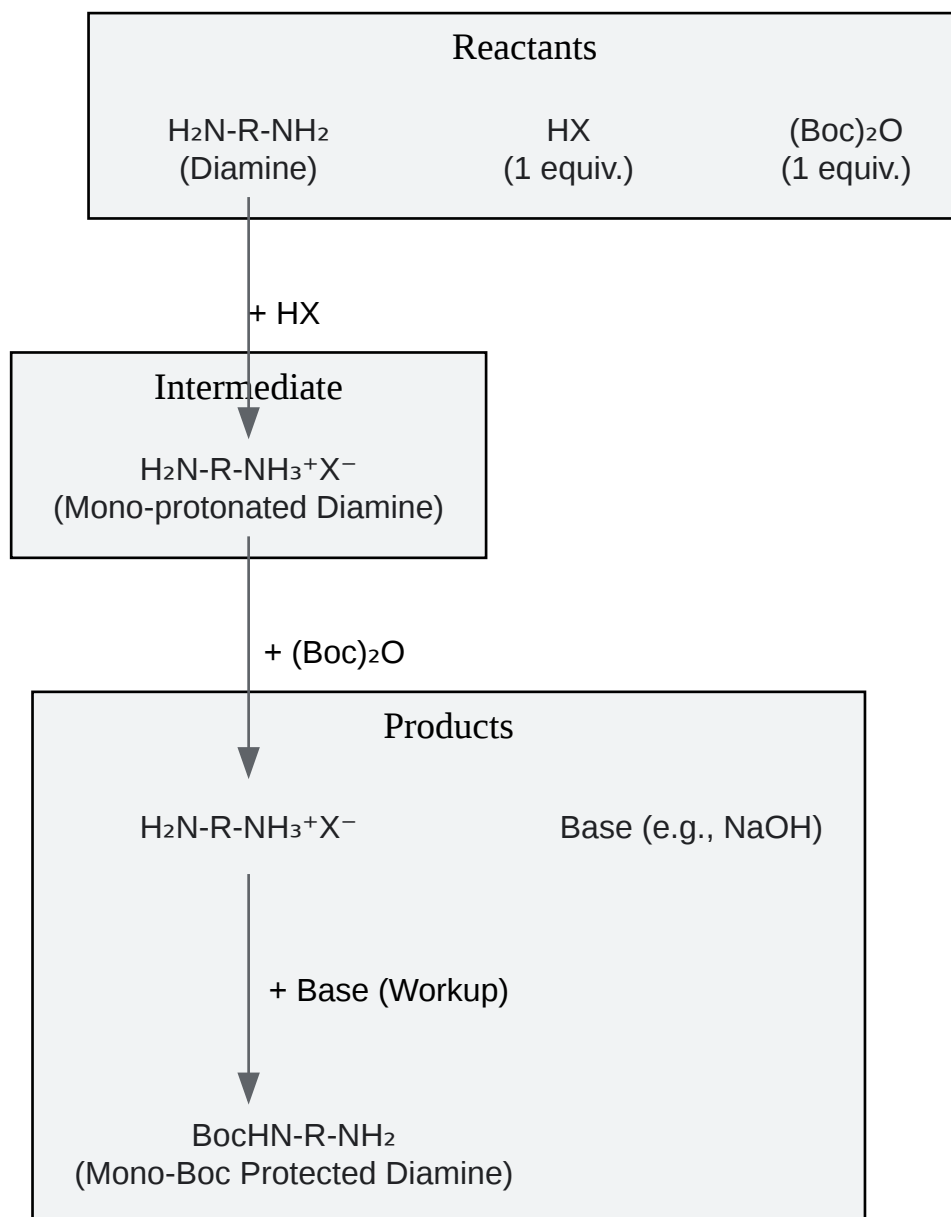 Reactants
H₂N-R-NH₂
(Diamine)
HX
(1 equiv.)
(Boc)₂O
(1 equiv.)
+ HX
Intermediate
H₂N-R-NH₃⁺X⁻
(Mono-protonated Diamine)
+ (Boc)₂O
Products
H₂N-R-NH₃⁺X⁻
Base (e.g., NaOH)
+ Base (Workup)
BocHN-R-NH₂
(Mono-Boc Protected Diamine)